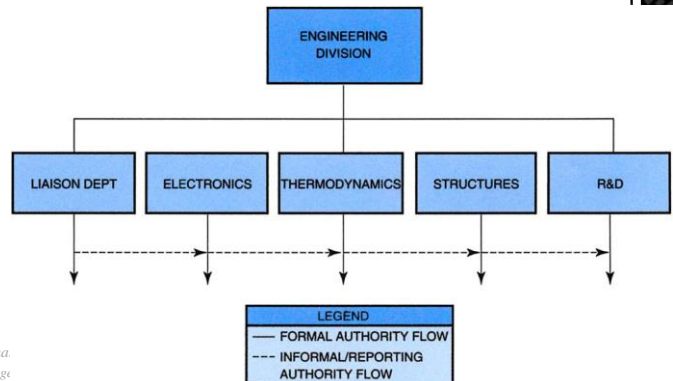 ENGINEERING
DIVISION
LIAISON DEPT
ELECTRONICS
THERMODYNAMICS
STRUCTURES
R&D
LEGEND
FORMAL AUTHORITY FLOW
INFORMAL/REPORTING
AUTHORITY FLOW